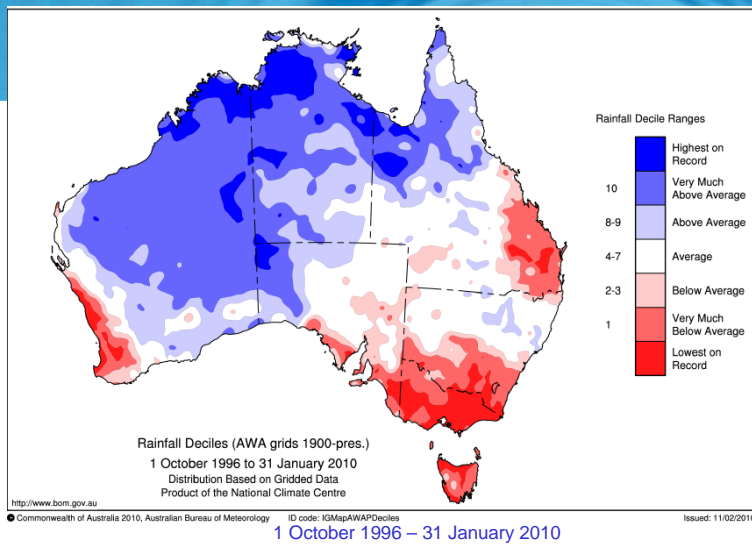 Rainfall Decile Ranges
Highest on
Record
10
Very Much
Above Average
8-9
Above Average
4-7
Average
2-3
Below Average
1
Very Much
Below Average
Lowest on
Record
Rainfall Deciles (AWA grids 1900-pres.)
1 October 1996 to 31 January 2010
Distribution Based on Gridded Data
Product of the National Climate Centre
http://www.bom.gov.au
© Commonwealth of Australia 2010, Australian Bureau of Meteorology ID code: IGMapAWAPDeciles Issued: 11/02/2010
1 October 1996 – 31 January 2010